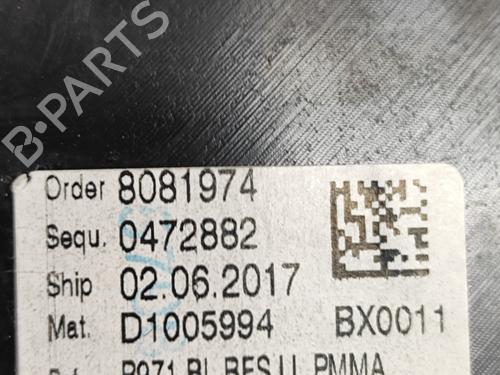 B-PARTS
Order 8081974
Sequ. 0472882
Ship 02.06.2017
Mat. D1005994 BX0011